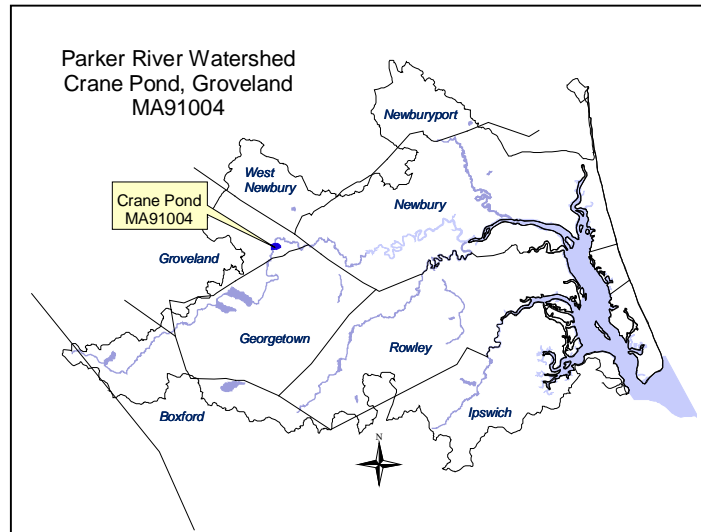 Parker River Watershed
Crane Pond, Groveland
MA91004
Newburyport
West
Newbury
Newbury
Crane Pond
MA91004
Groveland
Georgetown
Rowley
Boxford
Ipswich
N